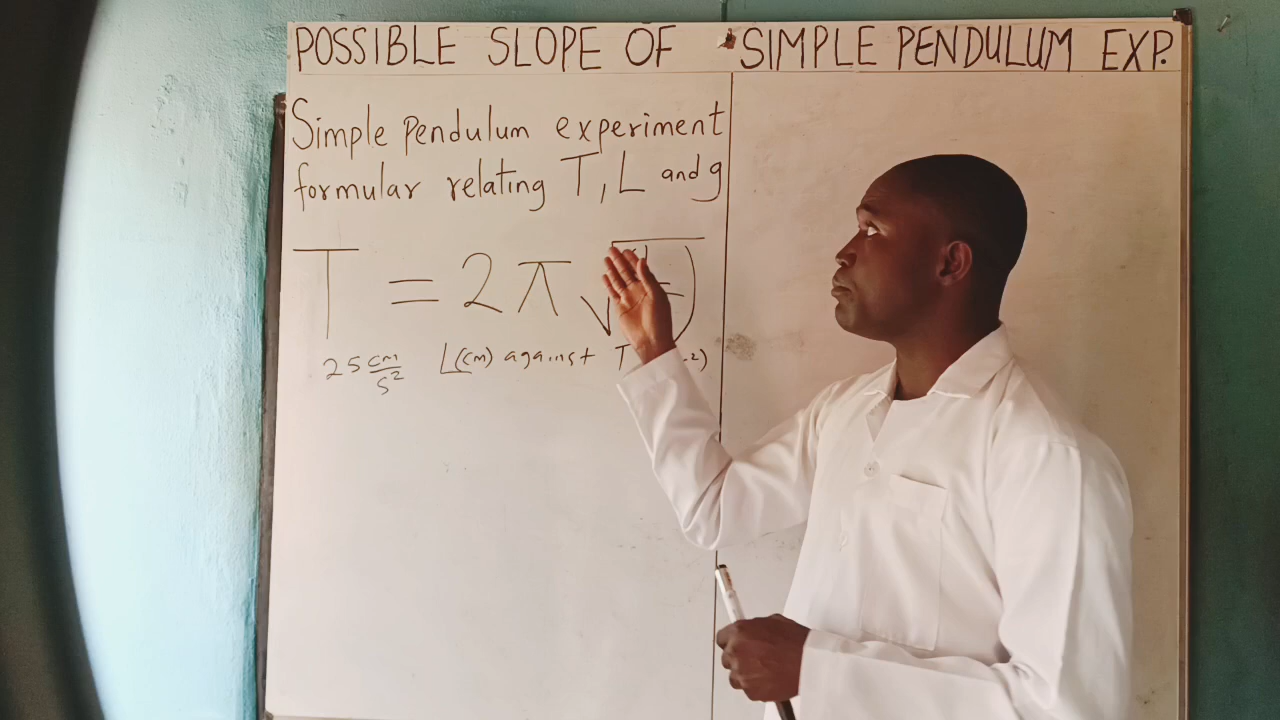 POSSIBLE SLOPE OF SIMPLE PENDULUM EXP.
Simple pendulum experiment
formular relating T, L and g
T = 2π√
25 cm/s² L(cm) against T